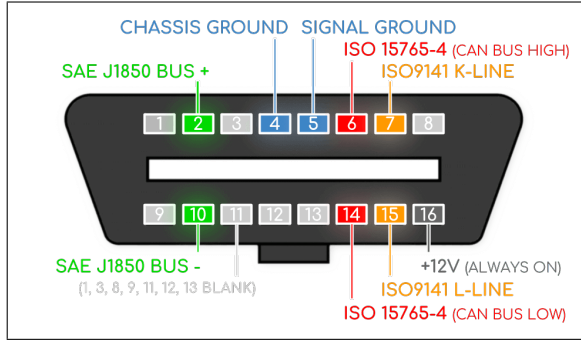 CHASSIS GROUND SIGNAL GROUND
ISO 15765-4 (CAN BUS HIGH)
SAE J1850 BUS + ISO9141 K-LINE
1 2 3 4 5 6 7 8
9 10 11 12 13 14 15 16
SAE J1850 BUS - +12V (ALWAYS ON)
(1, 3, 8, 9, 11, 12, 13 BLANK) ISO9141 L-LINE
ISO 15765-4 (CAN BUS LOW)